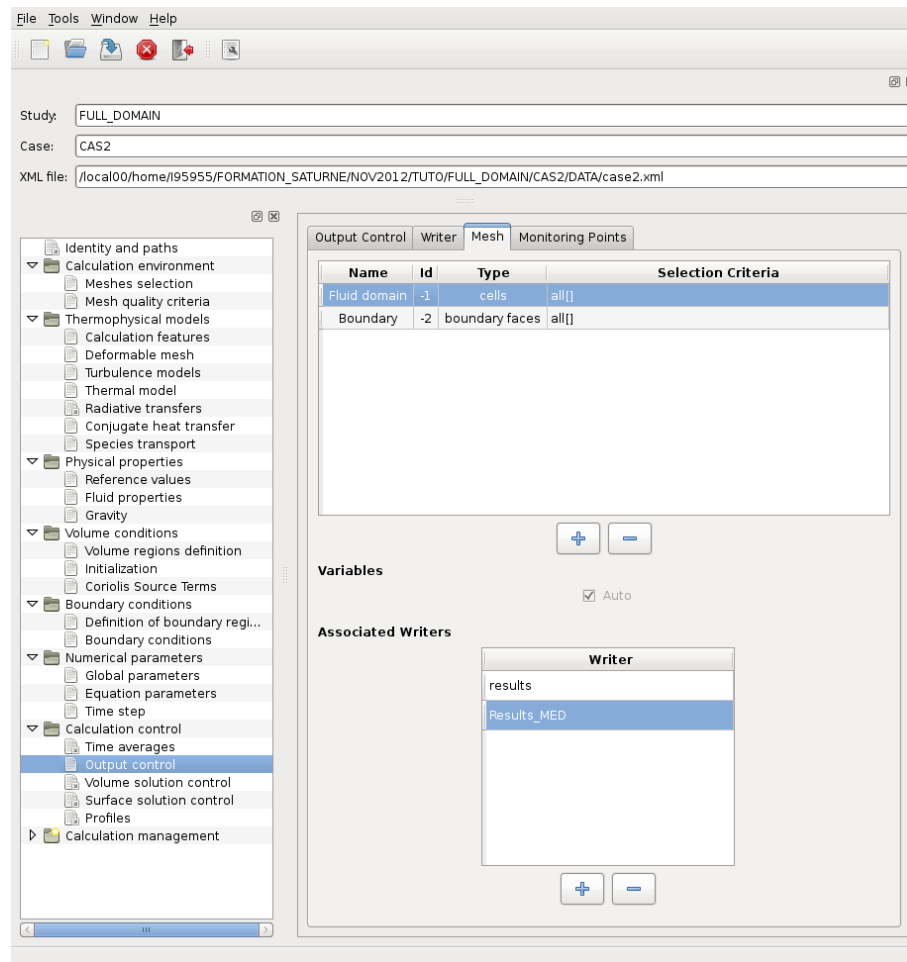 File Tools Window Help
Study: FULL_DOMAIN
Case: CAS2
XML file: /local00/home/I95955/FORMATION_SATURNE/NOV2012/TUTO/FULL_DOMAIN/CAS2/DATA/case2.xml
Identity and paths
Calculation environment
Meshes selection
Mesh quality criteria
Thermophysical models
Calculation features
Deformable mesh
Turbulence models
Thermal model
Radiative transfers
Conjugate heat transfer
Species transport
Physical properties
Reference values
Fluid properties
Gravity
Volume conditions
Volume regions definition
Initialization
Coriolis Source Terms
Boundary conditions
Definition of boundary regi...
Boundary conditions
Numerical parameters
Global parameters
Equation parameters
Time step
Calculation control
Time averages
Output control
Volume solution control
Surface solution control
Profiles
Calculation management
Output Control Writer Mesh Monitoring Points
Name Id Type Selection Criteria
Fluid domain -1 cells all[]
Boundary -2 boundary faces all[]
Variables
Auto
Associated Writers
Writer
results
Results_MED